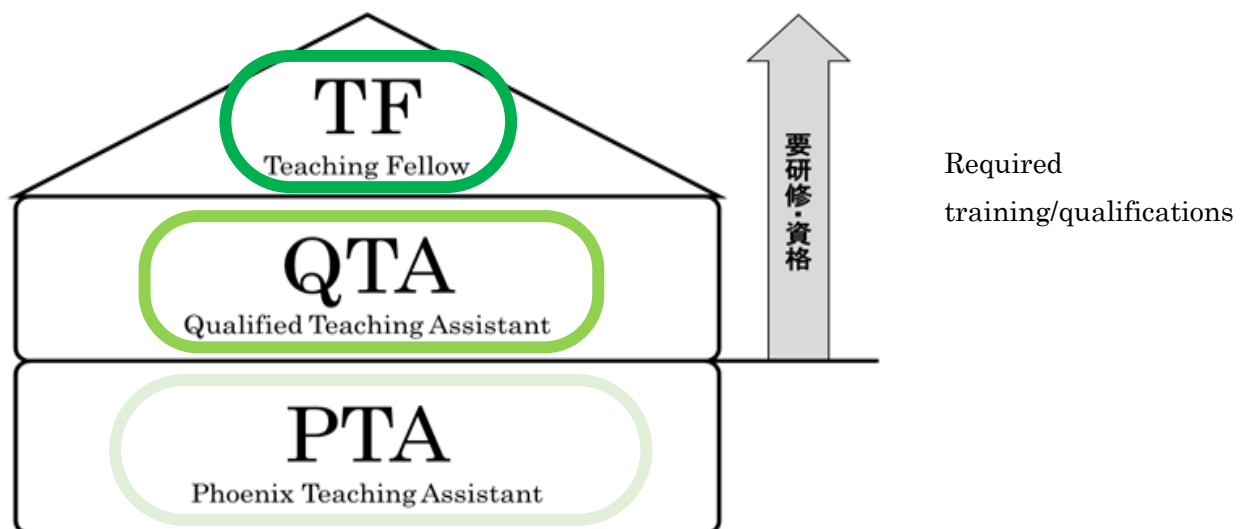 TF
Teaching Fellow
QTA
Qualified Teaching Assistant
PTA
Phoenix Teaching Assistant
要研修・資格
Required
training/qualifications